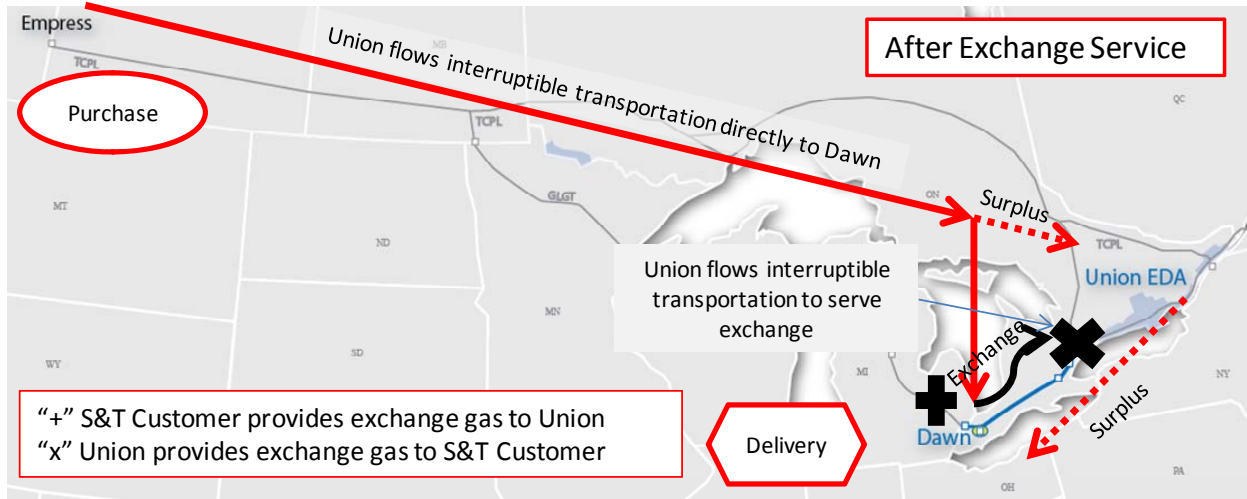 Empress
MB
After Exchange Service
TCPL
Union flows interruptible transportation directly to Dawn
QC
Purchase
TCPL
GLGT
ON
Surplus
MT
ND
TCPL
Union flows interruptible
transportation to serve
exchange
Union EDA
MN
SD
Exchange
WY
MI
NY
"+" S&T Customer provides exchange gas to Union
"x" Union provides exchange gas to S&T Customer
Delivery
Dawn
Surplus
PA
OH